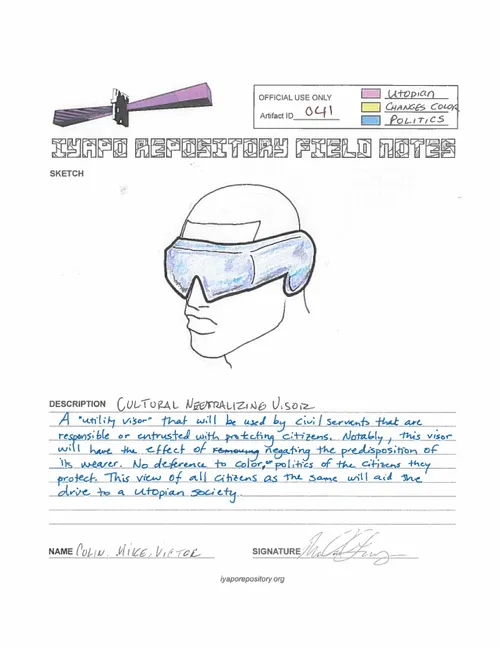 OFFICIAL USE ONLY
Artifact ID 041
Utopian
CHANGES COLOR
POLITICS
IYAPO REPOSITORY FIELD NOTES
SKETCH
DESCRIPTION CULTURAL NEUTRALIZING VISOR
A "utility visor" that will be used by civil servents that are
responsible or entrusted with protecting citizens. Notably, this visor
will have the effect of removing negating the predisposition of
its wearer. No deference to color, politics of the citizens they
protect. This view of all citizens as the same will aid the
drive to a utopian society.
NAME COLIN, MIKE, VICTOR
SIGNATURE
iyaporepository.org